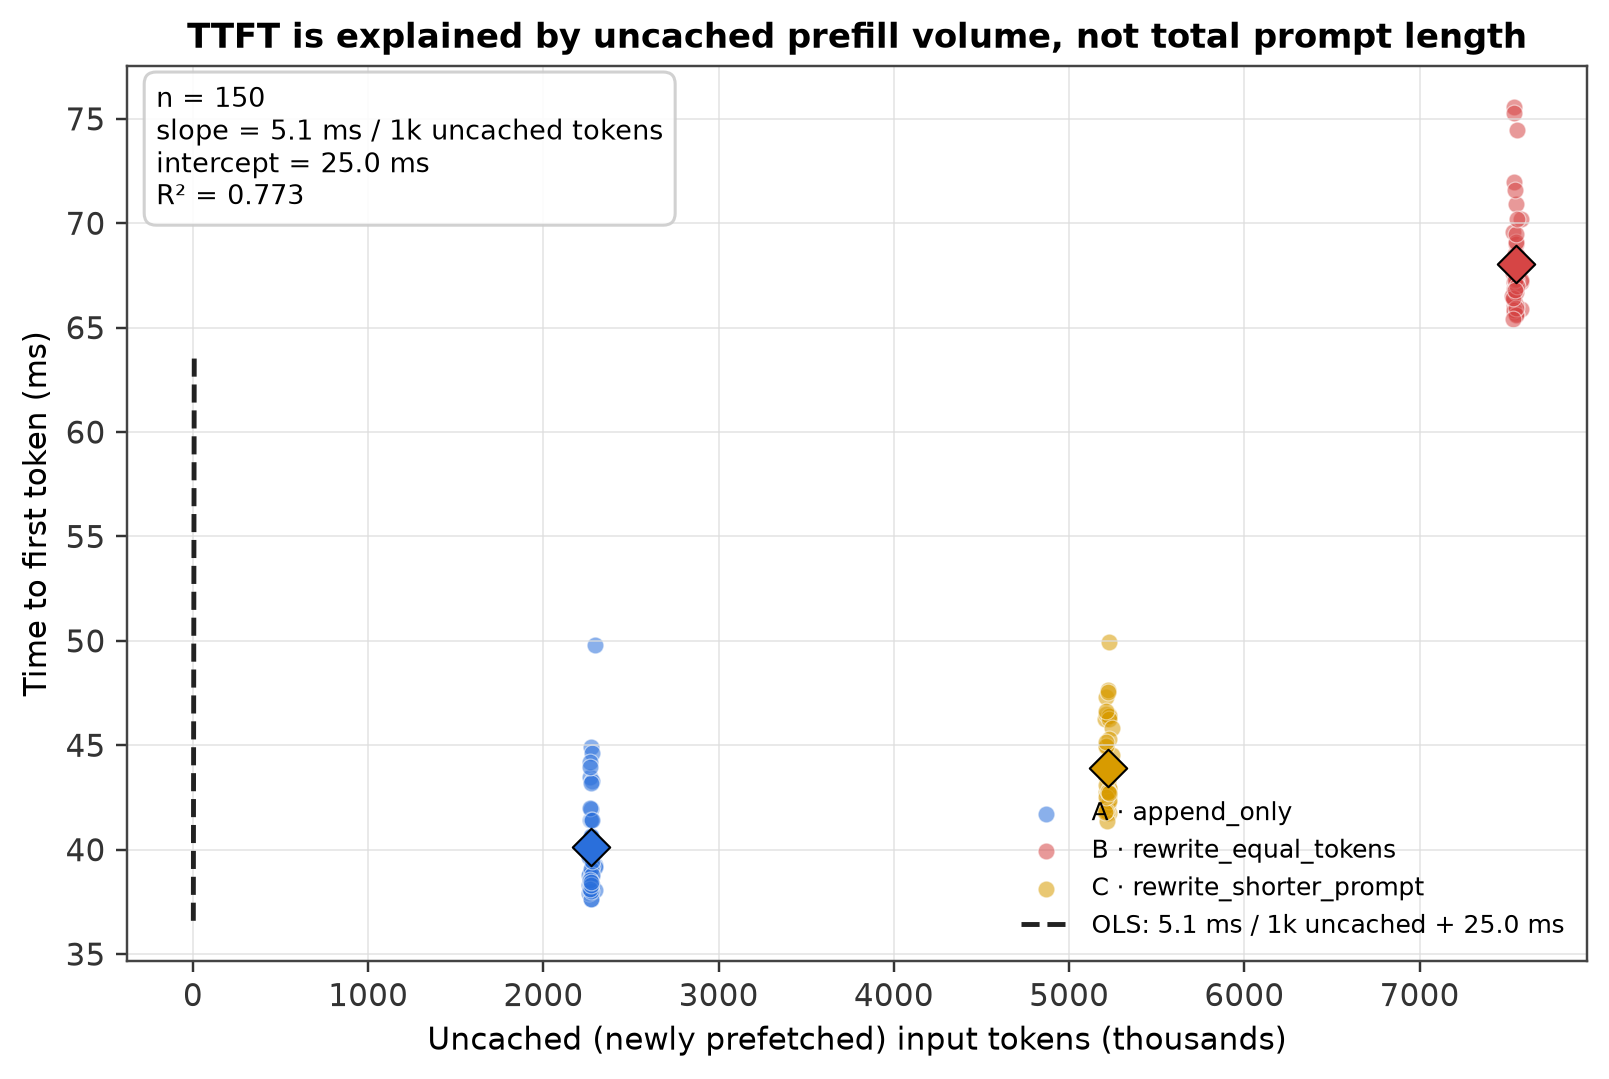 TTFT is explained by uncached prefill volume, not total prompt length
n = 150
slope = 5.1 ms / 1k uncached tokens
intercept = 25.0 ms
R² = 0.773
Time to first token (ms)
75
70
65
60
55
50
45
40
35
A · append_only
B · rewrite_equal_tokens
C · rewrite_shorter_prompt
OLS: 5.1 ms / 1k uncached + 25.0 ms
0 1000 2000 3000 4000 5000 6000 7000
Uncached (newly prefetched) input tokens (thousands)